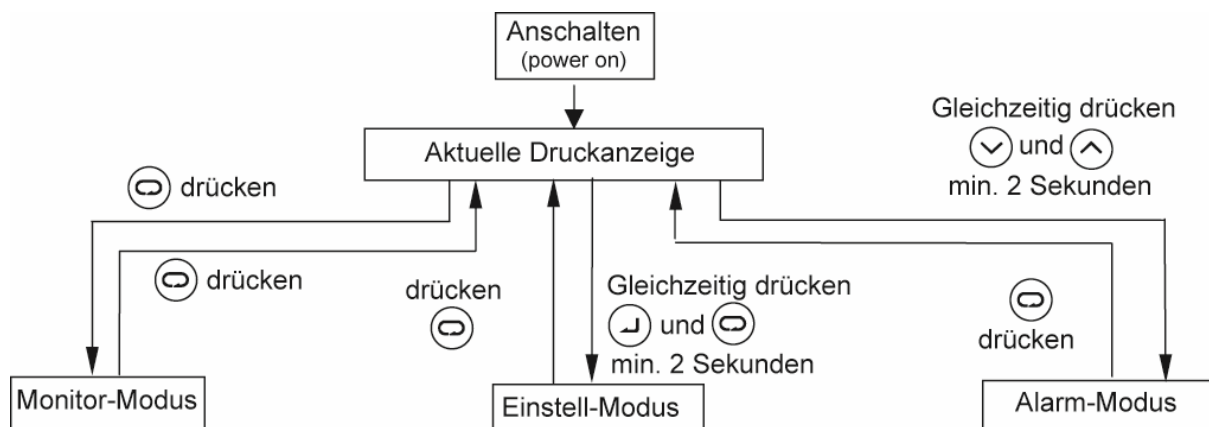 Anschalten
(power on)
Aktuelle Druckanzeige
Gleichzeitig drücken
und
min. 2 Sekunden
drücken
drücken
drücken
Gleichzeitig drücken
und
min. 2 Sekunden
drücken
Monitor-Modus
Einstell-Modus
Alarm-Modus